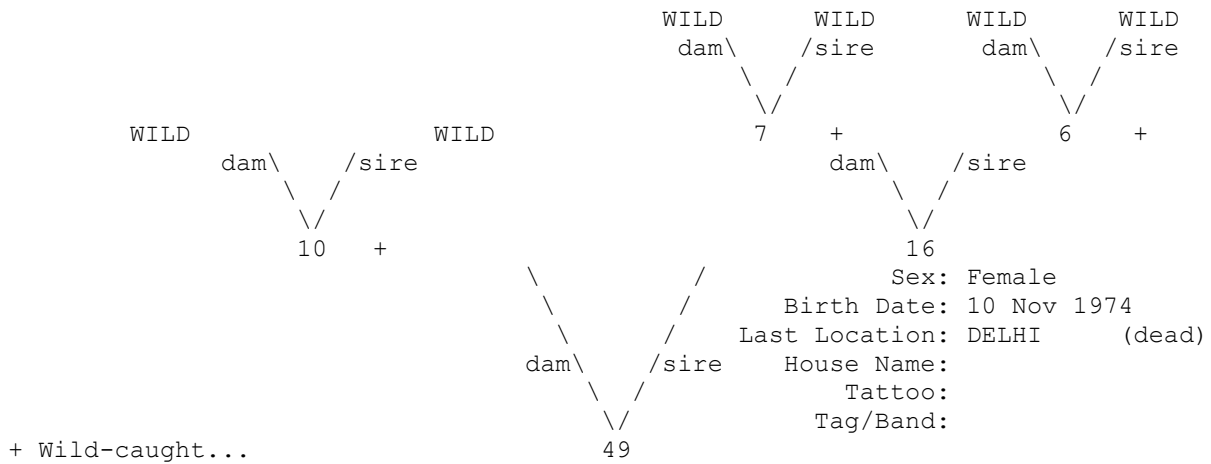 WILD WILD WILD WILD
dam\ /sire dam\ /sire
\ / \ /
\/ \/
WILD WILD 7 + 6 +
dam\ /sire dam\ /sire
\ / \ /
\/ \/
10 + 16
\ / Sex: Female
\ / Birth Date: 10 Nov 1974
\ / Last Location: DELHI (dead)
dam\ /sire House Name:
\ / Tattoo:
\/ Tag/Band:
+ Wild-caught... 49